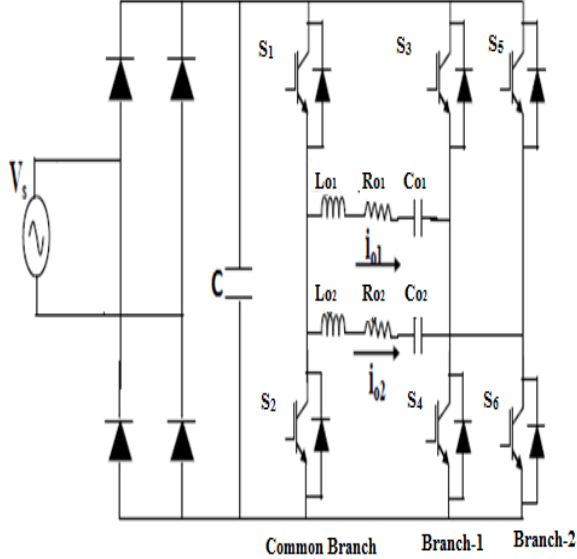 S1 S3 S5
Lo1 Ro1 Co1
Vs
io1
C
Lo2 Ro2 Co2
io2
S2 S4 S6
Common Branch Branch-1 Branch-2